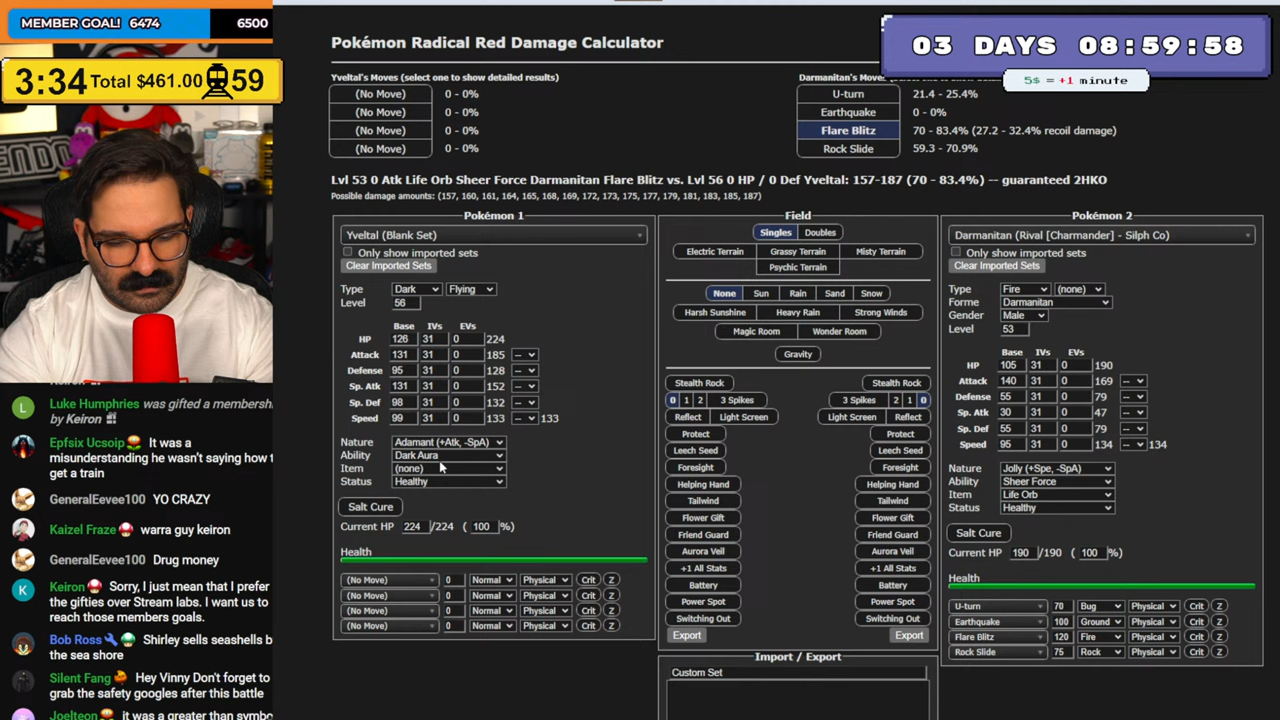 MEMBER GOAL! 6474 6500
3:34 Total $461.00 59
03 DAYS 08:59:58
5$ = +1 minute
Pokémon Radical Red Damage Calculator
Yveltal's Moves (select one to show detailed results)
(No Move) 0 - 0%
(No Move) 0 - 0%
(No Move) 0 - 0%
(No Move) 0 - 0%
Darmanitan's Moves
U-turn 21.4 - 25.4%
Earthquake 0 - 0%
Flare Blitz 70 - 83.4% (27.2 - 32.4% recoil damage)
Rock Slide 59.3 - 70.9%
Lvl 53 0 Atk Life Orb Sheer Force Darmanitan Flare Blitz vs. Lvl 56 0 HP / 0 Def Yveltal: 157-187 (70 - 83.4%) -- guaranteed 2HKO
Possible damage amounts: (157, 160, 161, 164, 165, 168, 169, 172, 173, 175, 177, 179, 181, 183, 185, 187)
Pokémon 1
Yveltal (Blank Set)
Only show imported sets
Clear Imported Sets
Type Dark Flying
Level 56
Base IVs EVs
HP 126 31 0 224
Attack 131 31 0 185 --
Defense 95 31 0 128 --
Sp. Atk 131 31 0 152 --
Sp. Def 98 31 0 132 --
Speed 99 31 0 133 -- 133
Nature Adamant (+Atk, -SpA)
Ability Dark Aura
Item (none)
Status Healthy
Salt Cure
Current HP 224 /224 ( 100 %)
Health
(No Move) 0 Normal Physical Crit Z
(No Move) 0 Normal Physical Crit Z
(No Move) 0 Normal Physical Crit Z
(No Move) 0 Normal Physical Crit Z
Field
Singles Doubles
Electric Terrain Grassy Terrain Misty Terrain
Psychic Terrain
None Sun Rain Sand Snow
Harsh Sunshine Heavy Rain Strong Winds
Magic Room Wonder Room
Gravity
Stealth Rock Stealth Rock
0 1 2 3 Spikes 3 Spikes 2 1 0
Reflect Light Screen Light Screen Reflect
Protect Protect
Leech Seed Leech Seed
Foresight Foresight
Helping Hand Helping Hand
Tailwind Tailwind
Flower Gift Flower Gift
Friend Guard Friend Guard
Aurora Veil Aurora Veil
+1 All Stats +1 All Stats
Battery Battery
Power Spot Power Spot
Switching Out Switching Out
Export Export
Import / Export
Custom Set
Pokémon 2
Darmanitan (Rival [Charmander] - Silph Co)
Only show imported sets
Clear Imported Sets
Type Fire (none)
Forme Darmanitan
Gender Male
Level 53
Base IVs EVs
HP 105 31 0 190
Attack 140 31 0 169 --
Defense 55 31 0 79 --
Sp. Atk 30 31 0 47 --
Sp. Def 55 31 0 79 --
Speed 95 31 0 134 -- 134
Nature Jolly (+Spe, -SpA)
Ability Sheer Force
Item Life Orb
Status Healthy
Salt Cure
Current HP 190 /190 ( 100 %)
Health
U-turn 70 Bug Physical Crit Z
Earthquake 100 Ground Physical Crit Z
Flare Blitz 120 Fire Physical Crit Z
Rock Slide 75 Rock Physical Crit Z
L Luke Humphries was gifted a membership
by Keiron
Epfsix Ucsoip It was a
misunderstanding he wasn't saying how t
get a train
GeneralEevee100 YO CRAZY
Kaizel Fraze warra guy keiron
GeneralEevee100 Drug money
K Keiron Sorry, I just mean that I prefer
the gifties over Stream labs. I want us to
reach those members goals.
Bob Ross Shirley sells seashells b
the sea shore
Silent Fang Hey Vinny Don't forget to
grab the safety googles after this battle
Joelteon it was a greater than symbo